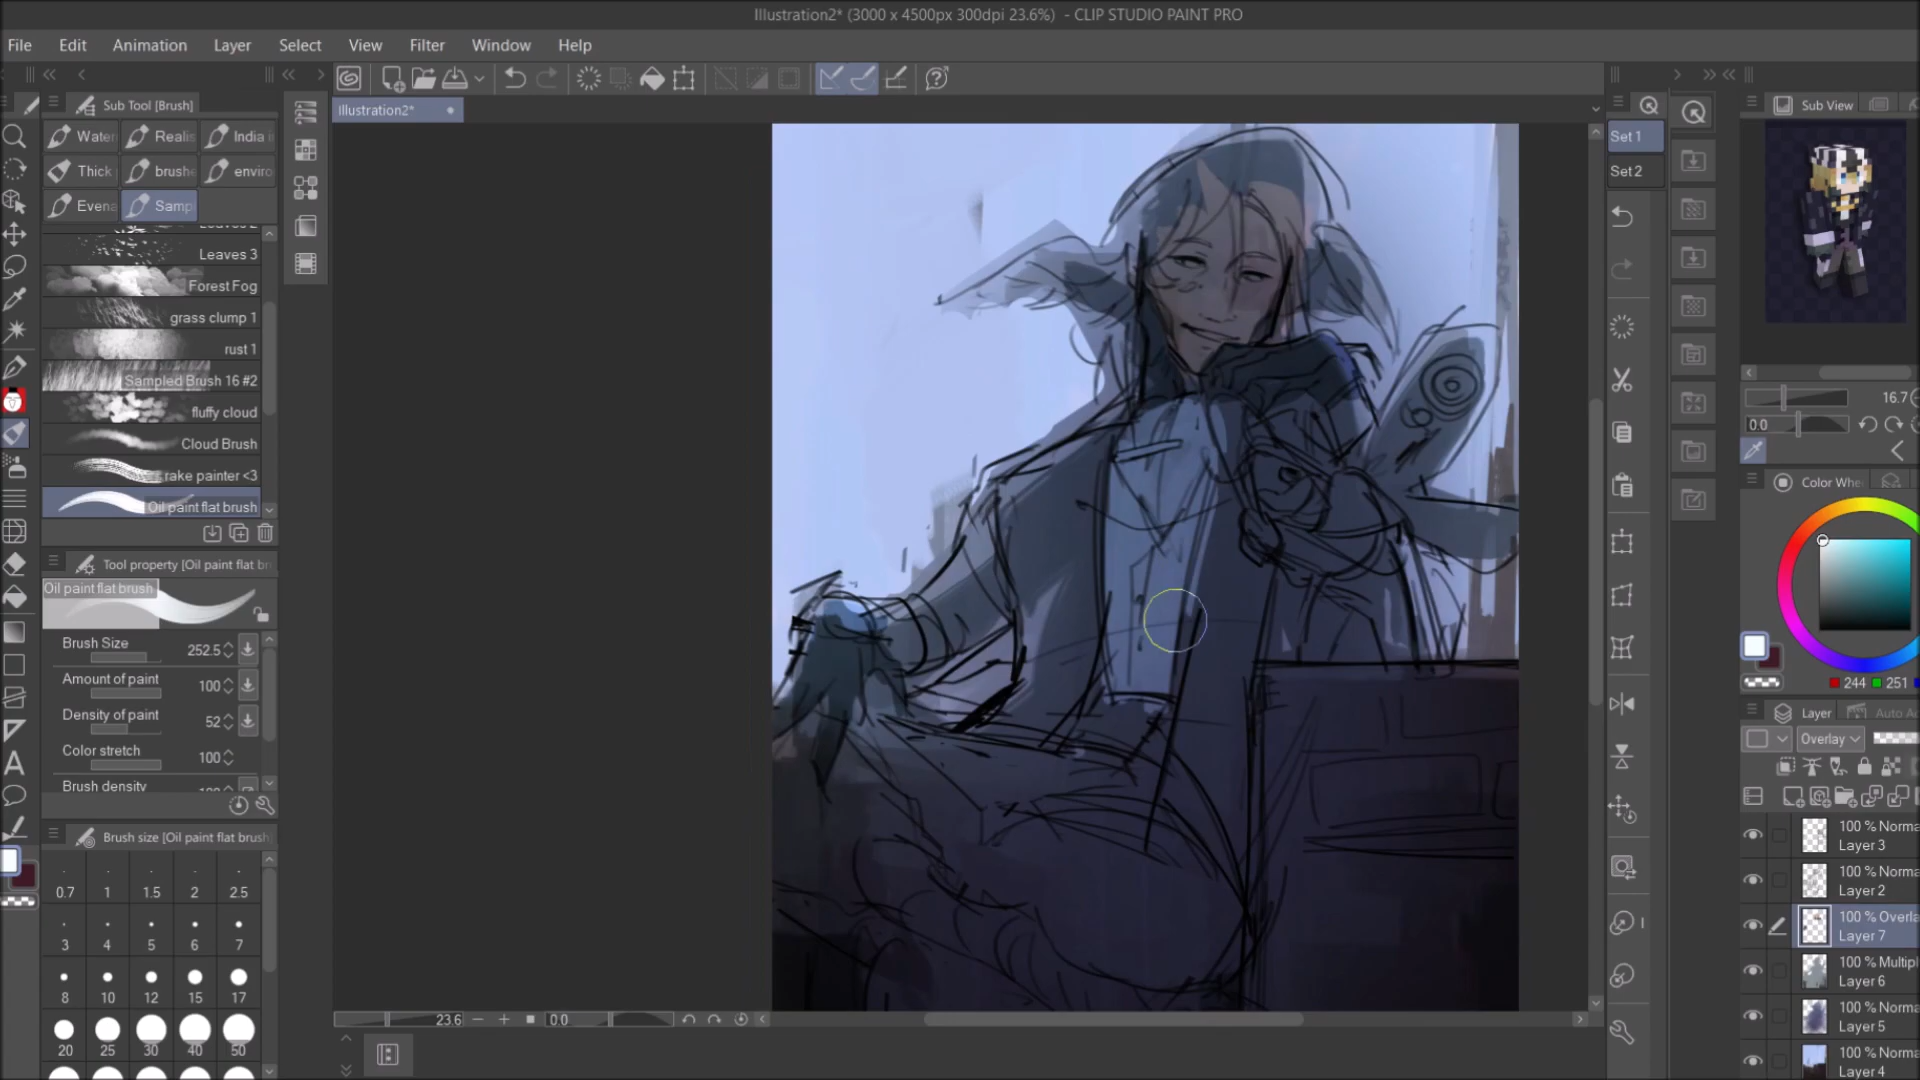 Illustration2* (3000 x 4500px 300dpi 23.6%) - CLIP STUDIO PAINT PRO
File Edit Animation Layer Select View Filter Window Help
Sub Tool [Brush]
Water Realis India i
Thick brushe enviro
Evena Samp
Leaves 2
Leaves 3
Forest Fog
grass clump 1
rust 1
Sampled Brush 16 #2
fluffy cloud
Cloud Brush
rake painter <3
Oil paint flat brush
Tool property [Oil paint flat br
Oil paint flat brush
Brush Size 252.5
Amount of paint 100
Density of paint 52
Color stretch 100
Brush density
Brush size [Oil paint flat brush
0.7 1 1.5 2 2.5
3 4 5 6 7
8 10 12 15 17
20 25 30 40 50
Illustration2*
23.6 0.0
Set 1
Set 2
Sub View
16.7
0.0
Color Whe
244 251
Layer Auto A
Overlay
100 % Norma
Layer 3
100 % Norma
Layer 2
100 % Overla
Layer 7
100 % Multipl
Layer 6
100 % Norma
Layer 5
100 % Norma
Layer 4